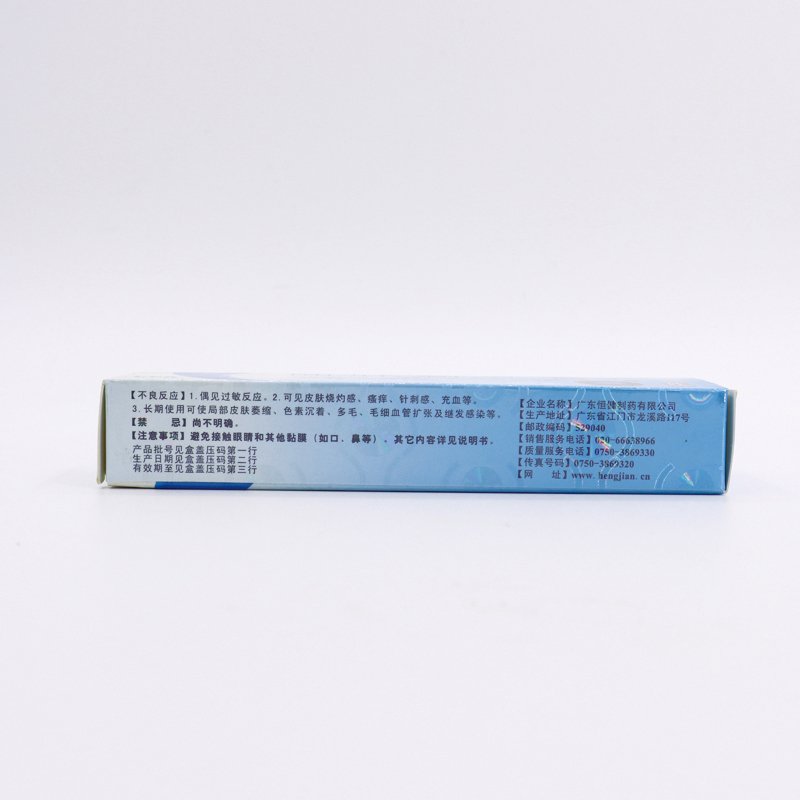 【不良反应】1.偶见过敏反应。2.可见皮肤烧灼感、瘙痒、针刺感、充血等。
3.长期使用可使局部皮肤萎缩、色素沉着、多毛、毛细血管扩张及继发感染等。
【禁　　忌】尚不明确。
【注意事项】避免接触眼睛和其他黏膜（如口、鼻等）。其它内容详见说明书。
产品批号见盒盖压码第一行
生产日期见盒盖压码第二行
有效期至见盒盖压码第三行
【企业名称】广东恒健制药有限公司
【生产地址】广东省江门市龙溪路117号
【邮政编码】529040
【销售服务电话】020-66638966
【质量服务电话】0750-3869330
【传真号码】0750-3869320
【网　　址】www.hengjian.cn